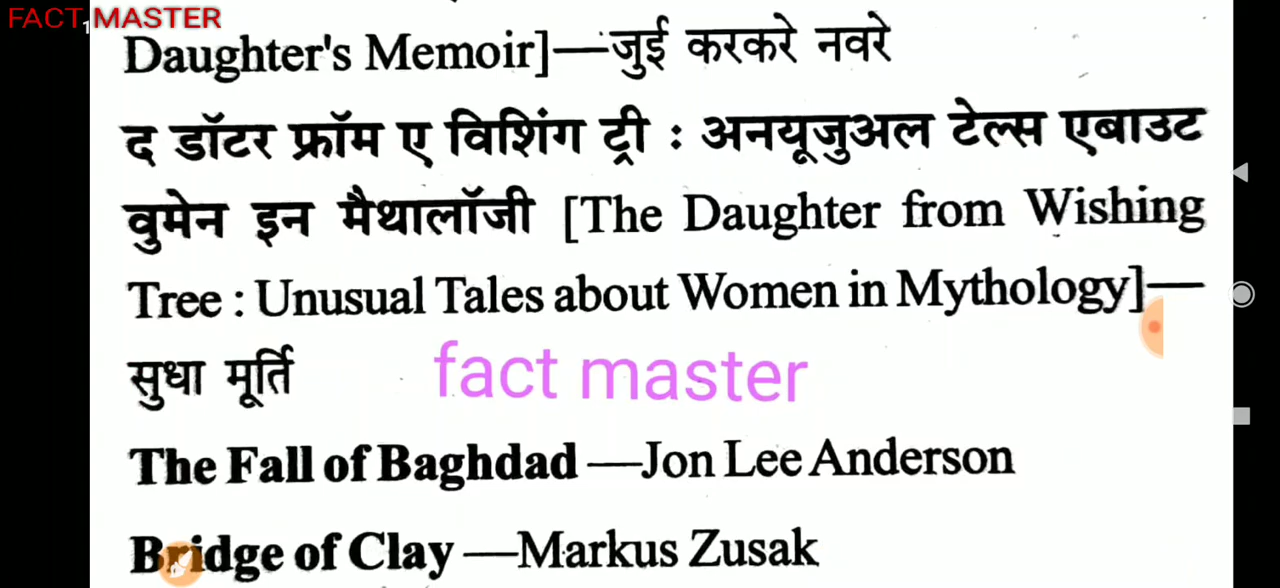 FACT MASTER
Daughter's Memoir]—जुई करकरे नवरे
द डॉटर फ्रॉम ए विशिंग ट्री : अनयूजुअल टेल्स एबाउट
वुमेन इन मैथालॉजी [The Daughter from Wishing
Tree : Unusual Tales about Women in Mythology]—
सुधा मूर्ति
fact master
The Fall of Baghdad —Jon Lee Anderson
Bridge of Clay —Markus Zusak